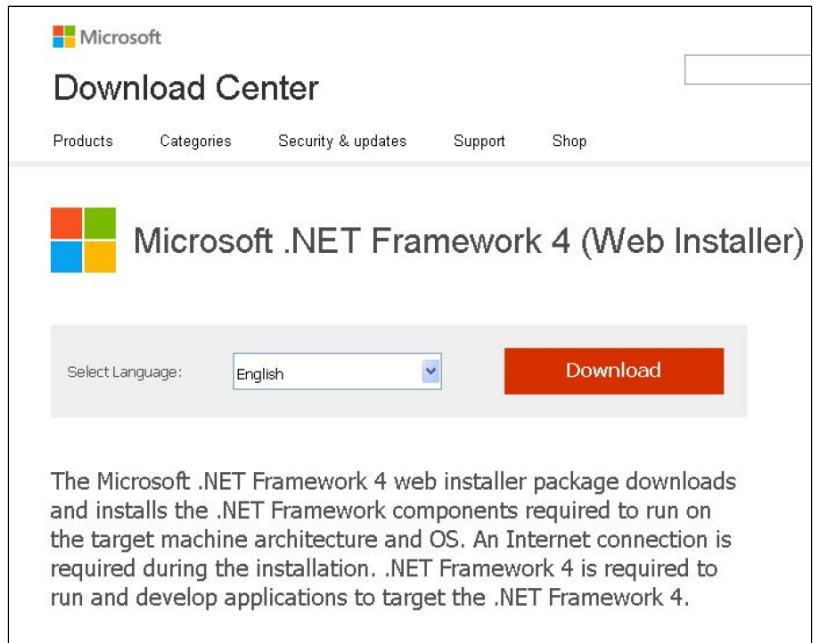 Microsoft
Download Center
Products Categories Security & updates Support Shop
Microsoft .NET Framework 4 (Web Installer)
Select Language: English Download
The Microsoft .NET Framework 4 web installer package downloads
and installs the .NET Framework components required to run on
the target machine architecture and OS. An Internet connection is
required during the installation. .NET Framework 4 is required to
run and develop applications to target the .NET Framework 4.